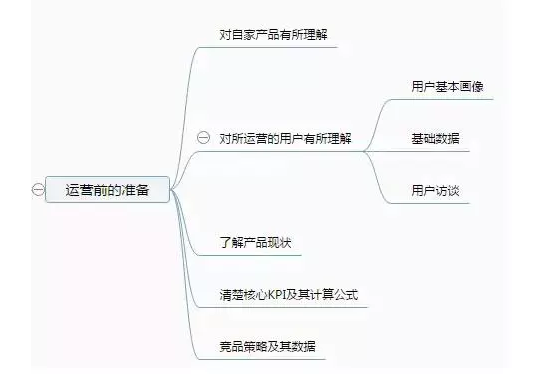 对自家产品有所理解
用户基本画像
对所运营的用户有所理解
基础数据
用户访谈
运营前的准备
了解产品现状
清楚核心KPI及其计算公式
竞品策略及其数据